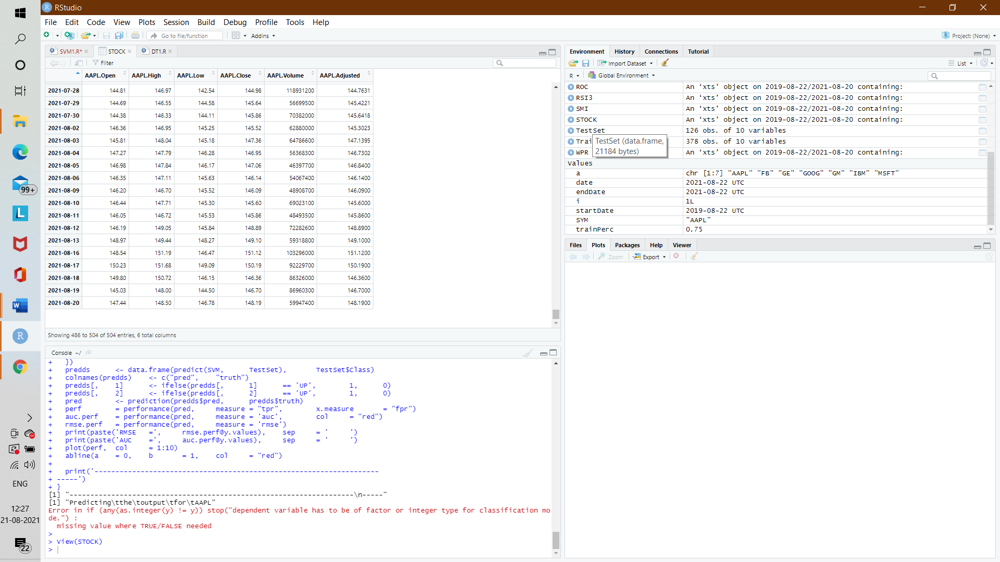 RStudio
File Edit Code View Plots Session Build Debug Profile Tools Help
Go to file/function Addins Project: (None)
SVM1.R* STOCK DT1.R
Filter
AAPL.Open AAPL.High AAPL.Low AAPL.Close AAPL.Volume AAPL.Adjusted
2021-07-28 144.81 146.97 142.54 144.98 118931200 144.7631
2021-07-29 144.69 146.55 144.58 145.64 56699500 145.4221
2021-07-30 144.38 146.33 144.11 145.86 70382000 145.6418
2021-08-02 146.36 146.95 145.25 145.52 62880000 145.3023
2021-08-03 145.81 148.04 145.18 147.36 64786600 147.1395
2021-08-04 147.27 147.79 146.28 146.95 56368300 146.7302
2021-08-05 146.98 147.84 146.17 147.06 46397700 146.8400
2021-08-06 146.35 147.11 145.63 146.14 54067400 146.1400
2021-08-09 146.20 146.70 145.52 146.09 48908700 146.0900
2021-08-10 146.44 147.71 145.30 145.60 69023100 145.6000
2021-08-11 146.05 146.72 145.53 145.86 48493500 145.8600
2021-08-12 146.19 149.05 145.84 148.89 72282600 148.8900
2021-08-13 148.97 149.44 148.27 149.10 59318800 149.1000
2021-08-16 148.54 151.19 146.47 151.12 103296000 151.1200
2021-08-17 150.23 151.68 149.09 150.19 92229700 150.1900
2021-08-18 149.80 150.72 146.15 146.36 86326000 146.3600
2021-08-19 145.03 148.00 144.50 146.70 86960300 146.7000
2021-08-20 147.44 148.50 146.78 148.19 59947400 148.1900
Showing 486 to 504 of 504 entries, 6 total columns
Console ~/
+   })
+   predds <- data.frame(predict(SVM, TestSet), TestSet$Class)
+   colnames(predds) <- c("pred", "truth")
+   predds[, 1] <- ifelse(predds[, 1] == 'UP', 1, 0)
+   predds[, 2] <- ifelse(predds[, 2] == 'UP', 1, 0)
+   pred <- prediction(predds$pred, predds$truth)
+   perf = performance(pred, measure = "tpr", x.measure = "fpr")
+   auc.perf = performance(pred, measure = 'auc', col = "red")
+   rmse.perf = performance(pred, measure = 'rmse')
+   print(paste('RMSE =', rmse.perf@y.values), sep = ' ')
+   print(paste('AUC =', auc.perf@y.values), sep = ' ')
+   plot(perf, col = 1:10)
+   abline(a = 0, b = 1, col = "red")
+
+   print('--------------------------------------------------------------------
+ -----')
+ }
[1] "--------------------------------------------------------------------\n-----"
[1] "Predicting\tthe\toutput\tfor\tAAPL"
Error in if (any(as.integer(y) != y)) stop("dependent variable has to be of factor or integer type for classification mo
de.") :
  missing value where TRUE/FALSE needed
>
> View(STOCK)
>
Environment History Connections Tutorial
Import Dataset List
R Global Environment
ROC An ‘xts’ object on 2019-08-22/2021-08-20 containing:
RSI3 An ‘xts’ object on 2019-08-22/2021-08-20 containing:
SMI An ‘xts’ object on 2019-08-22/2021-08-20 containing:
STOCK An ‘xts’ object on 2019-08-22/2021-08-20 containing:
TestSet 126 obs. of 10 variables
Trai 378 obs. of 10 variables
WPR An ‘xts’ object on 2019-08-22/2021-08-20 containing:
TestSet (data.frame,
21184 bytes)
Values
a chr [1:7] "AAPL" "FB" "GE" "GOOG" "GM" "IBM" "MSFT"
date 2021-08-22 UTC
endDate 2021-08-22 UTC
i 1L
startDate 2019-08-22 UTC
SYM "AAPL"
trainPerc 0.75
Files Plots Packages Help Viewer
Zoom Export
99+
L
W
R
ENG
12:27
21-08-2021
22